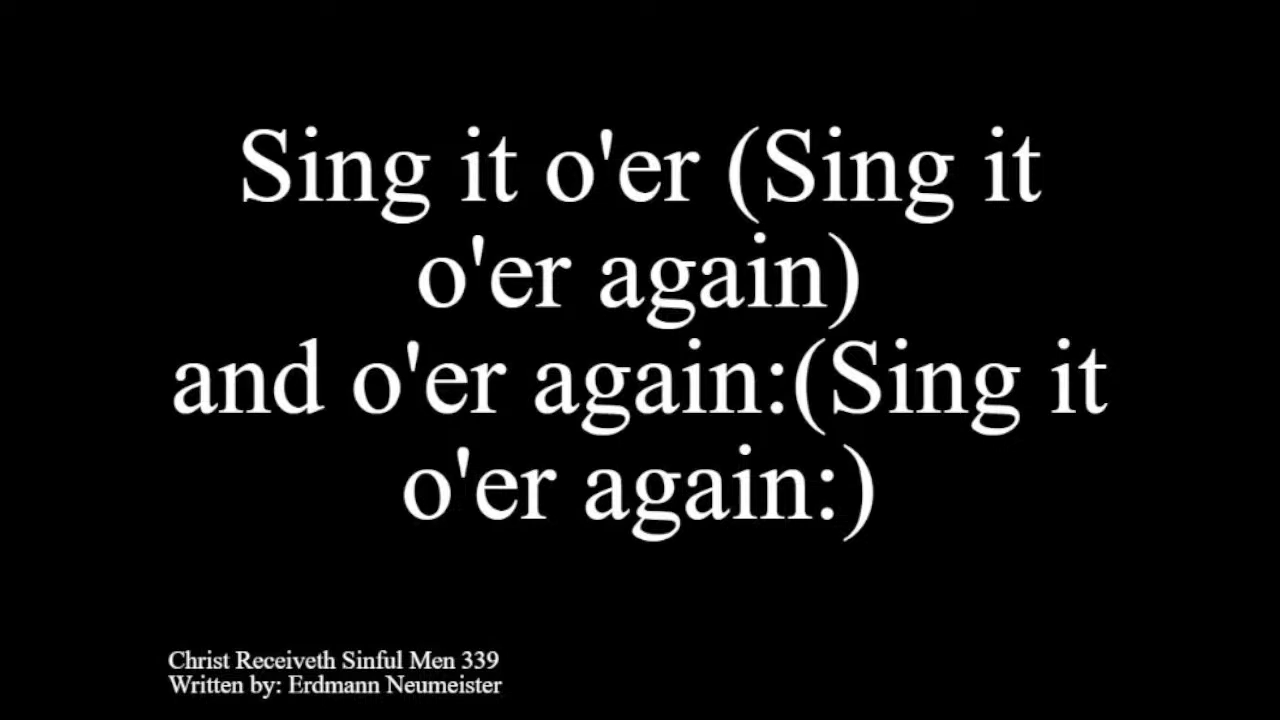 Sing it o'er (Sing it
o'er again)
and o'er again:(Sing it
o'er again:)
Christ Receiveth Sinful Men 339
Written by: Erdmann Neumeister